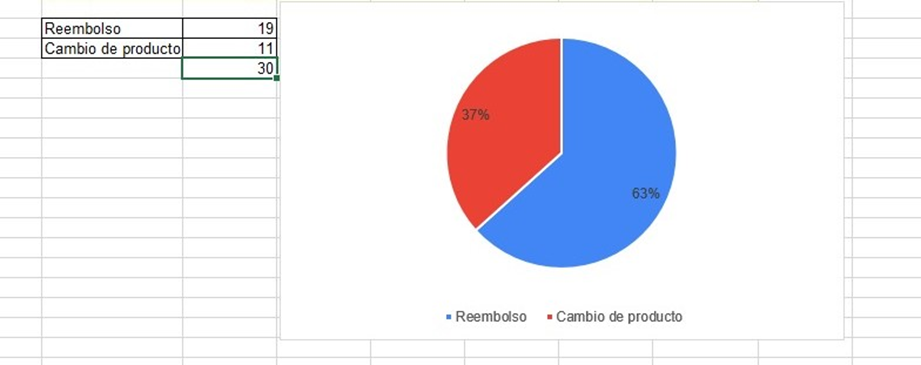 Reembolso 19
Cambio de producto 11
30
37%
63%
Reembolso Cambio de producto